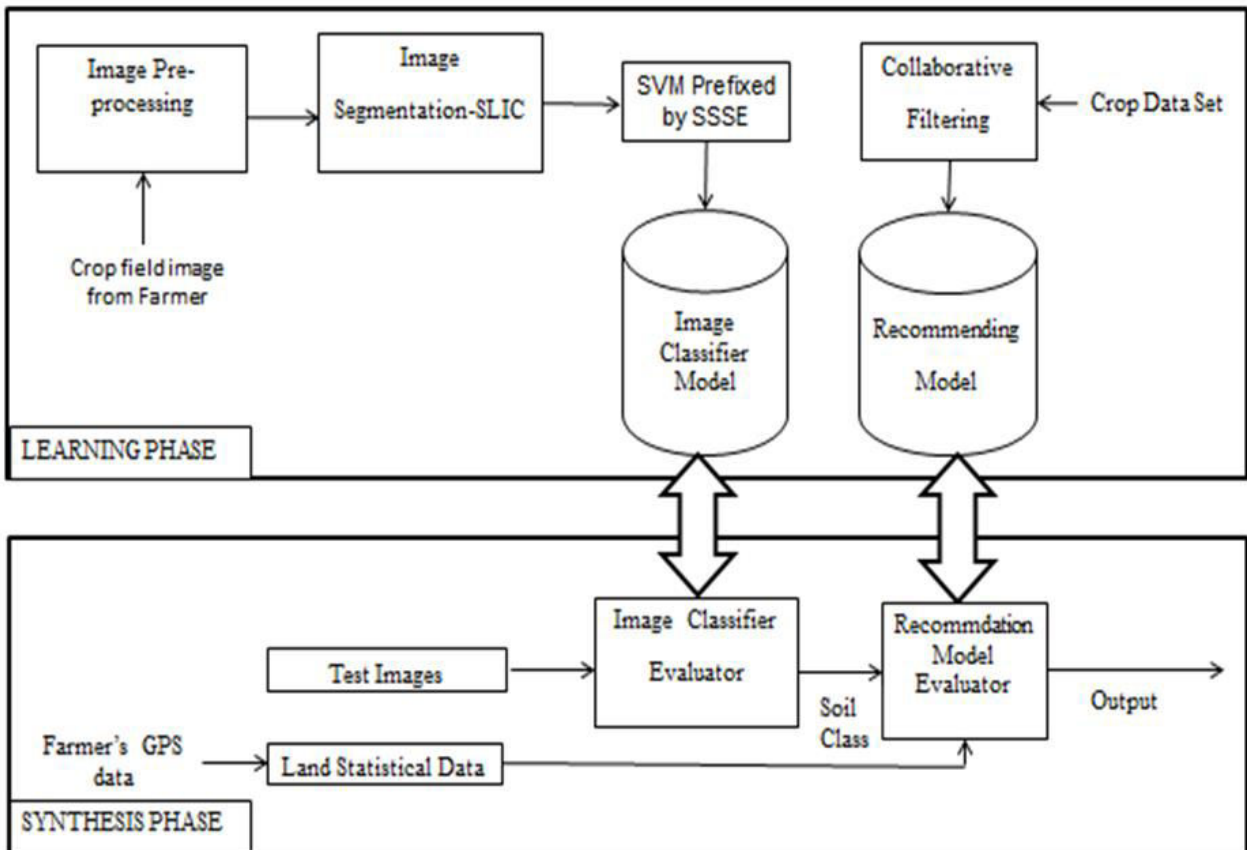 Image Pre-
processing
Image
Segmentation-SLIC
SVM Prefixed
by SSSE
Collaborative
Filtering
Crop Data Set
Crop field image
from Farmer
Image
Classifier
Model
Recommending
Model
LEARNING PHASE
Test Images
Image Classifier
Evaluator
Recommdation
Model
Evaluator
Soil
Class
Output
Farmer's GPS
data
Land Statistical Data
SYNTHESIS PHASE